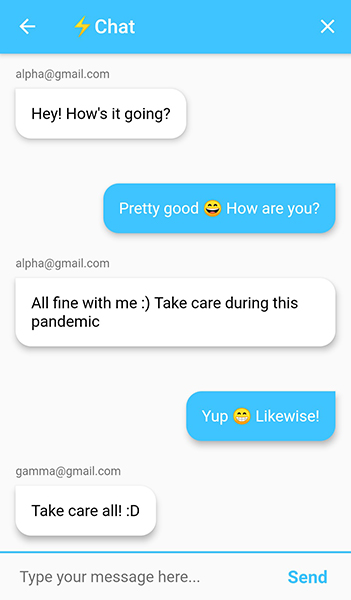 ⚡Chat
alpha@gmail.com
Hey! How's it going?
Pretty good 😄 How are you?
alpha@gmail.com
All fine with me :) Take care during this
pandemic
Yup 😁 Likewise!
gamma@gmail.com
Take care all! :D
Type your message here... Send